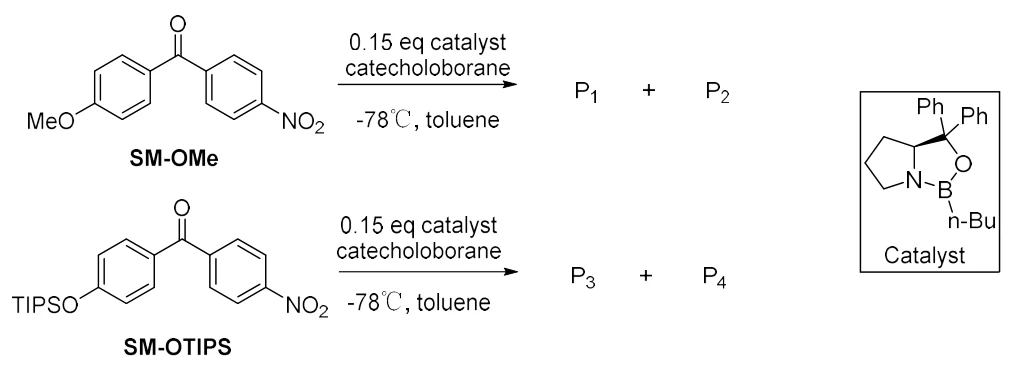 O
MeO
NO₂
SM-OMe
0.15 eq catalyst
catecholoborane
-78℃, toluene
P₁ + P₂
O
TIPSO
NO₂
SM-OTIPS
0.15 eq catalyst
catecholoborane
-78℃, toluene
P₃ + P₄
Ph
Ph
O
N
B
n-Bu
Catalyst